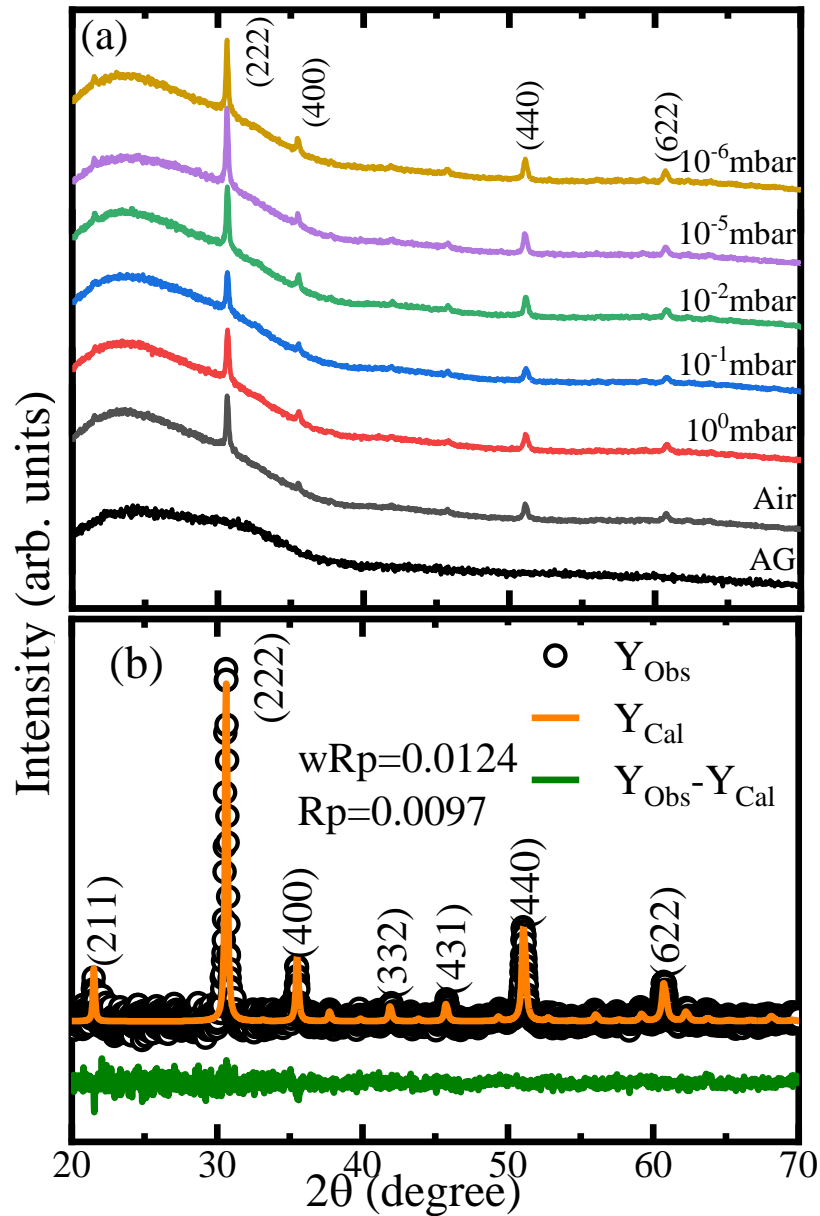 (a)
(222)
(400)
(440)
(622)
10⁻⁶mbar
10⁻⁵mbar
10⁻²mbar
10⁻¹mbar
10⁰mbar
Air
AG
Intensity (arb. units)
(b)
(222)
Y_Obs
Y_Cal
Y_Obs-Y_Cal
wRp=0.0124
Rp=0.0097
(211)
(400)
(332)
(431)
(440)
(622)
20 30 40 50 60 70
2θ (degree)